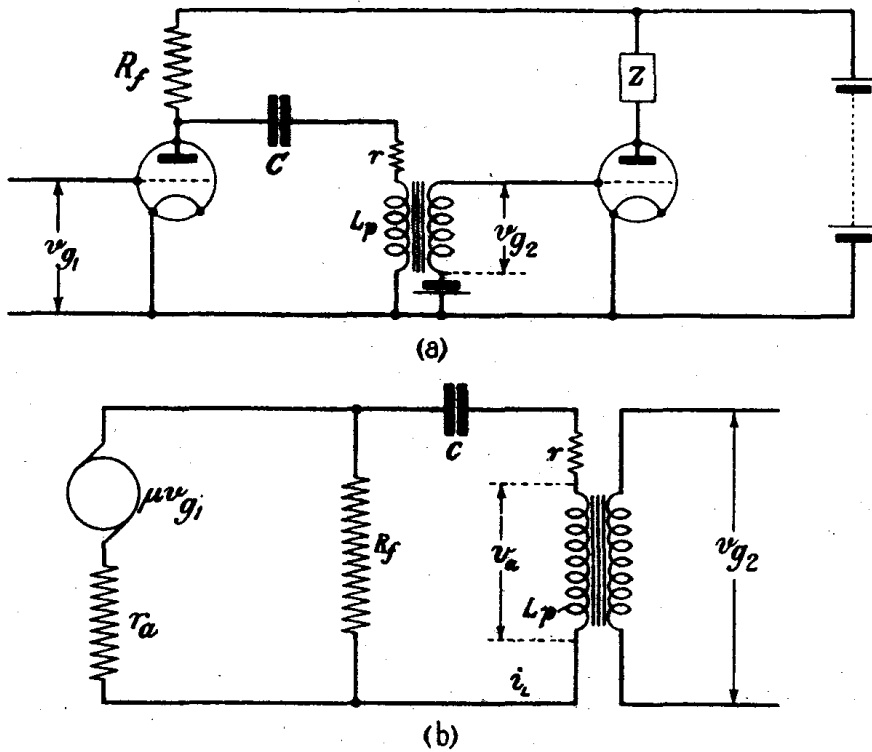 R_f
Z
C
r
L_p
v_g1
v_g2
(a)
C
r
μv_g1
R_f
v_a
v_g2
L_p
r_a
i_L
(b)